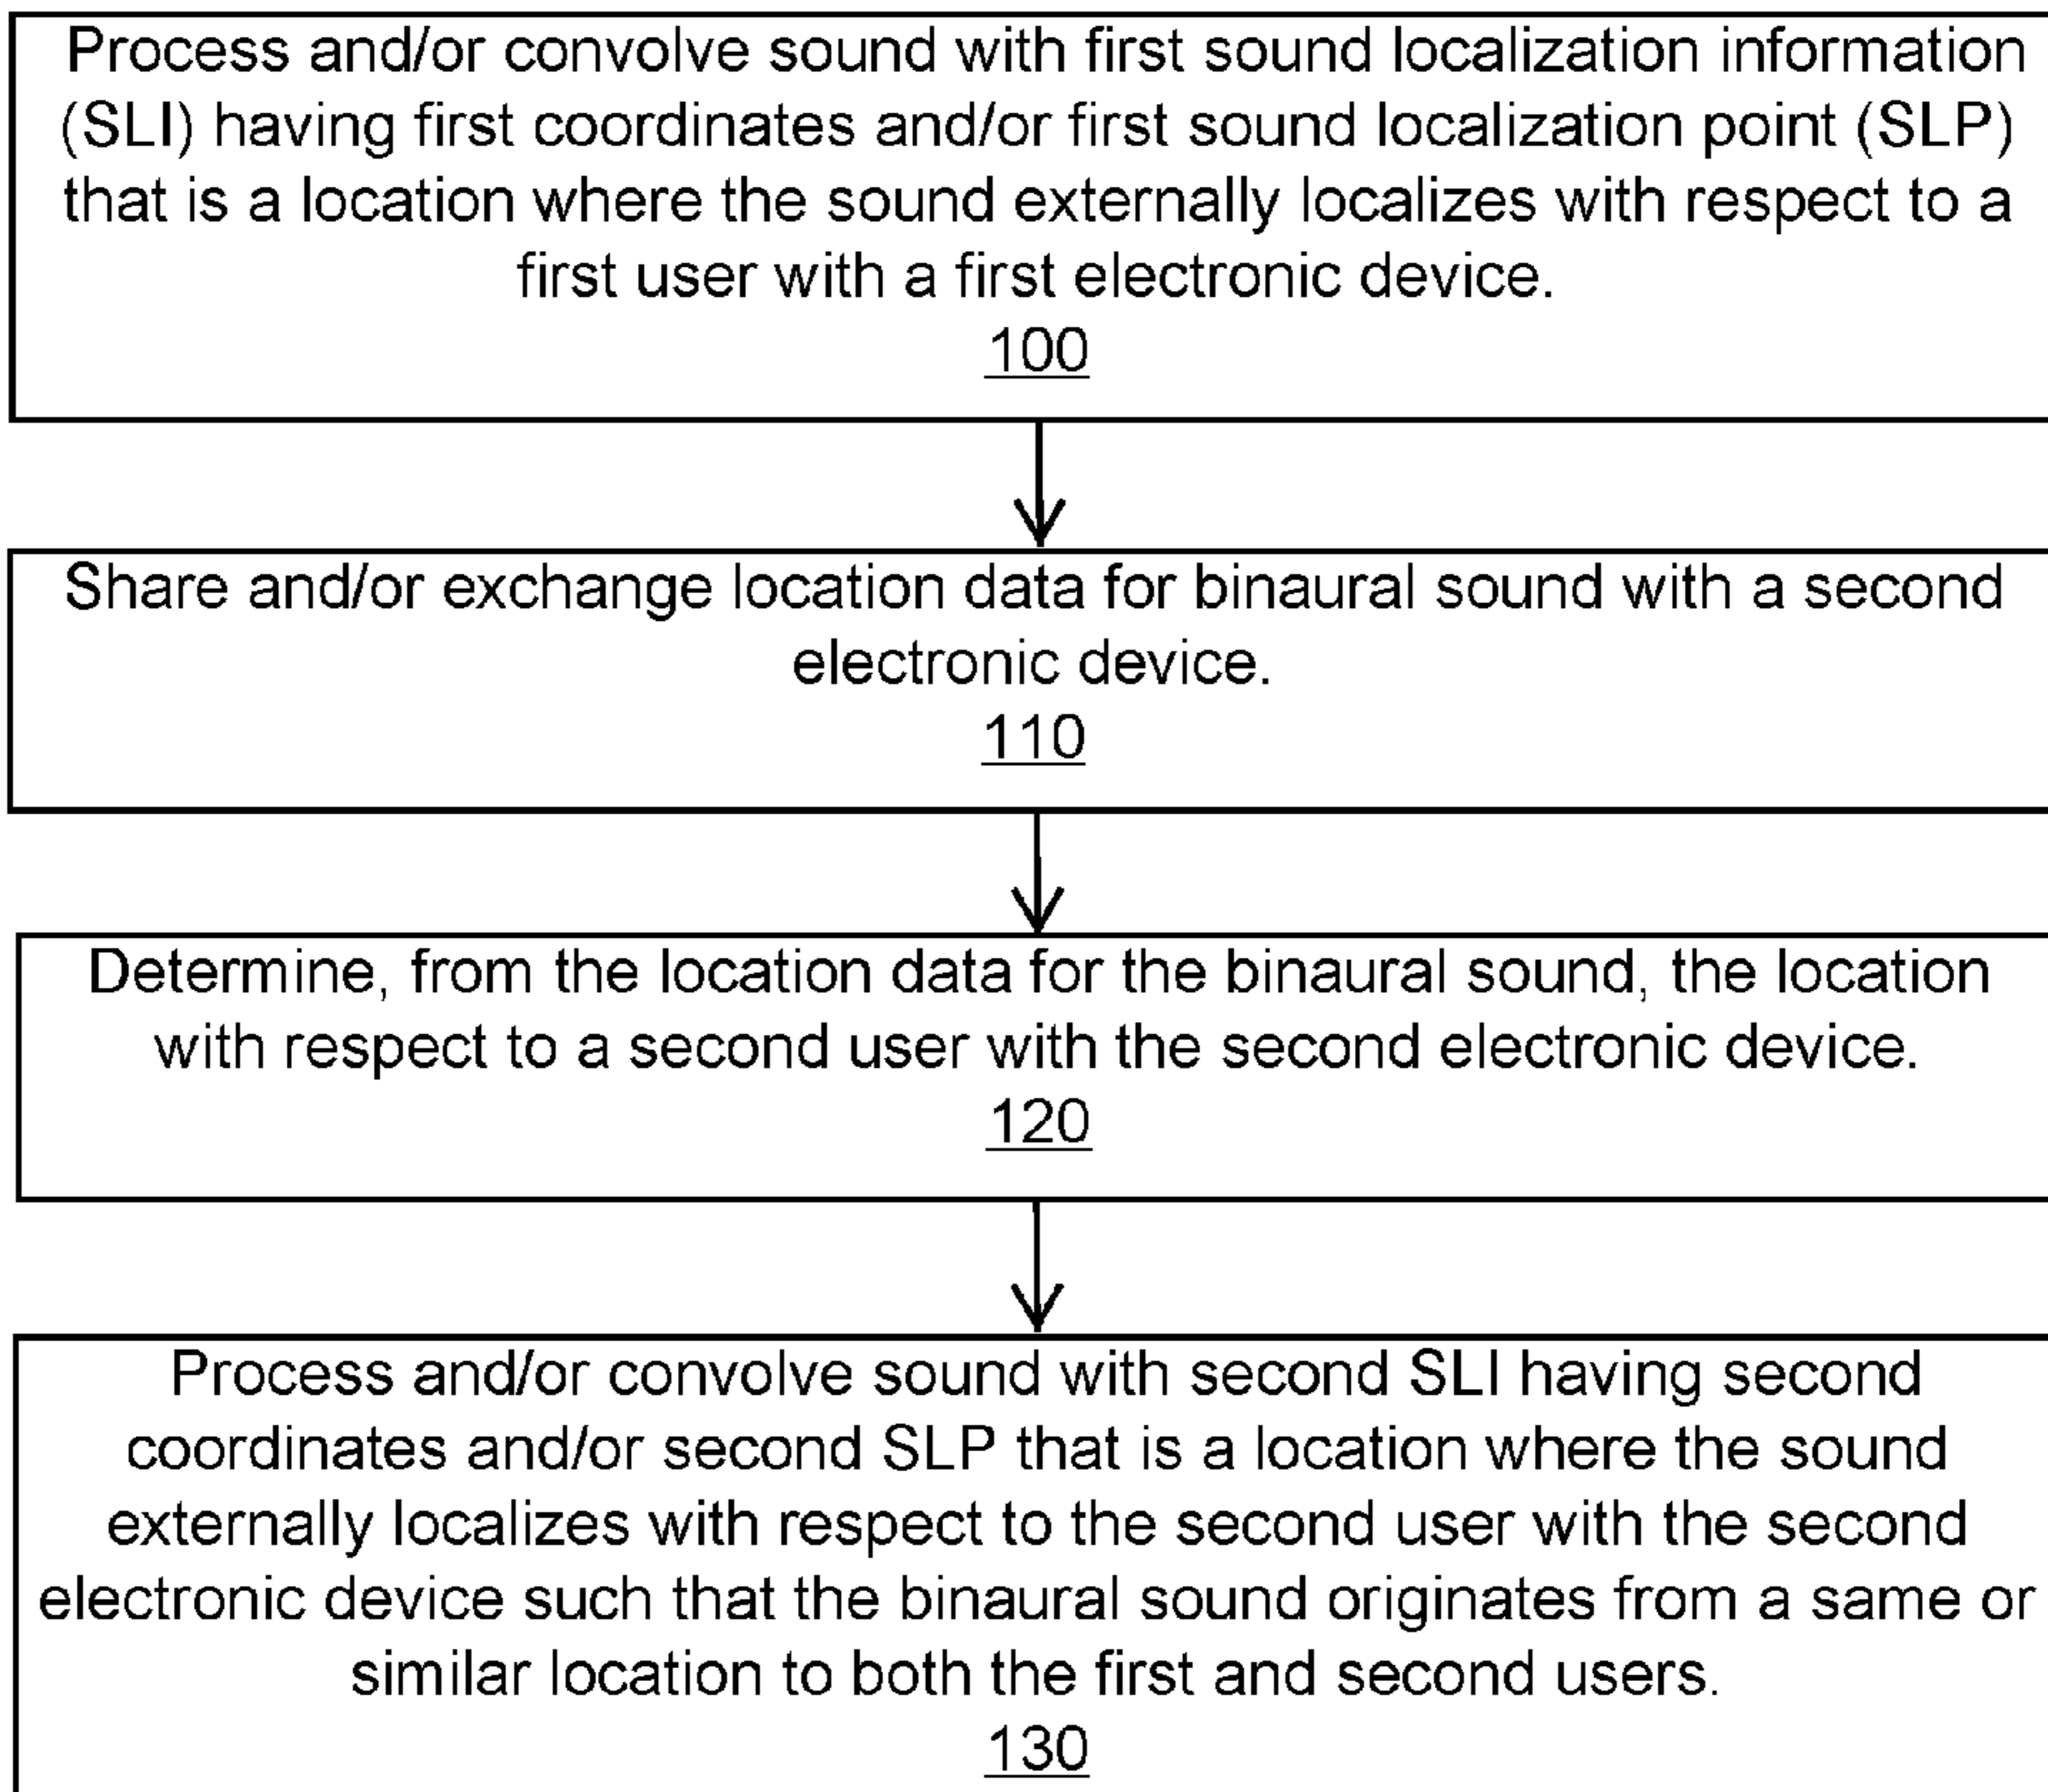 Process and/or convolve sound with first sound localization information
(SLI) having first coordinates and/or first sound localization point (SLP)
that is a location where the sound externally localizes with respect to a
first user with a first electronic device.
100
Share and/or exchange location data for binaural sound with a second
electronic device.
110
Determine, from the location data for the binaural sound, the location
with respect to a second user with the second electronic device.
120
Process and/or convolve sound with second SLI having second
coordinates and/or second SLP that is a location where the sound
externally localizes with respect to the second user with the second
electronic device such that the binaural sound originates from a same or
similar location to both the first and second users.
130